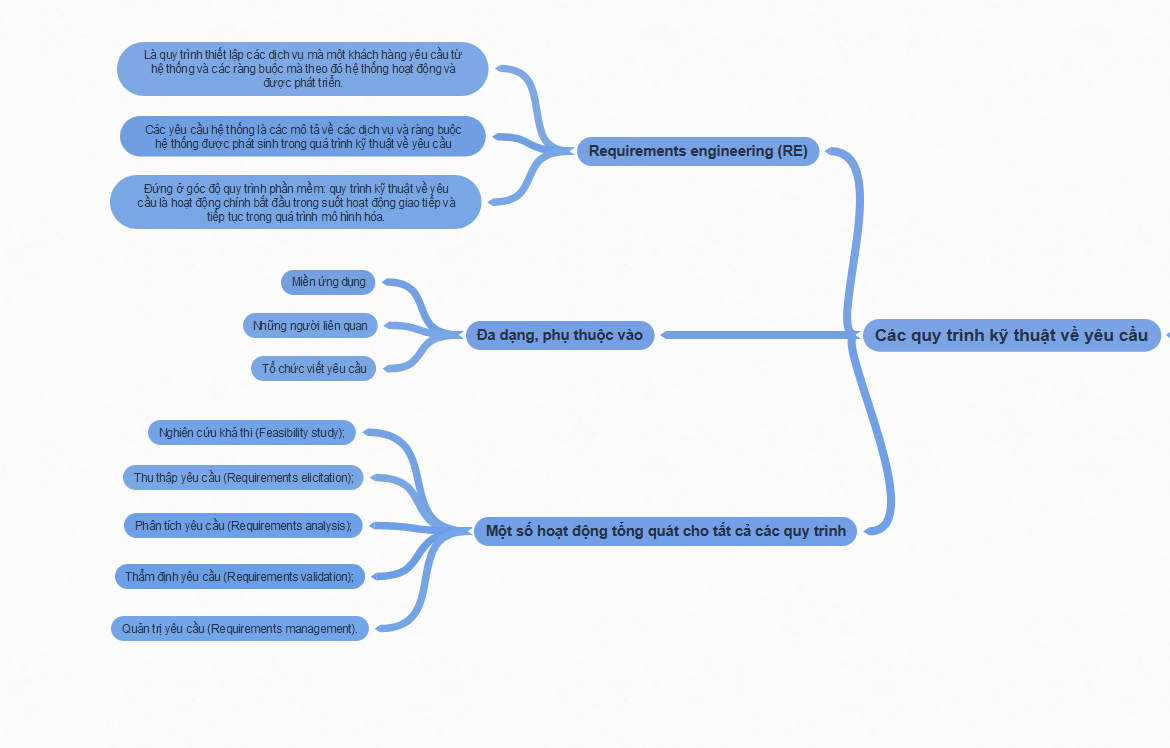 Là quy trình thiết lập các dịch vụ mà một khách hàng yêu cầu từ
hệ thống và các ràng buộc mà theo đó hệ thống hoạt động và
được phát triển.
Các yêu cầu hệ thống là các mô tả về các dịch vụ và ràng buộc
hệ thống được phát sinh trong quá trình kỹ thuật về yêu cầu
Đứng ở góc độ quy trình phần mềm: quy trình kỹ thuật về yêu
cầu là hoạt động chính bắt đầu trong suốt hoạt động giao tiếp và
tiếp tục trong quá trình mô hình hóa.
Requirements engineering (RE)
Miền ứng dụng
Những người liên quan
Tổ chức viết yêu cầu
Đa dạng, phụ thuộc vào
Các quy trình kỹ thuật về yêu cầu
Nghiên cứu khả thi (Feasibility study);
Thu thập yêu cầu (Requirements elicitation);
Phân tích yêu cầu (Requirements analysis);
Thẩm định yêu cầu (Requirements validation);
Quản trị yêu cầu (Requirements management).
Một số hoạt động tổng quát cho tất cả các quy trình